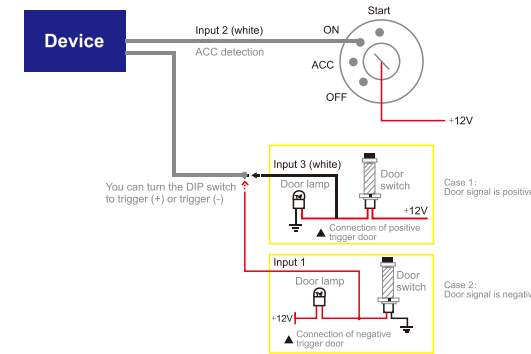 Start
Input 2 (white)
ON
Device
ACC detection
ACC
OFF
+12V
Input 3 (white)
Door lamp
Door
switch
Case 1:
Door signal is positive
You can turn the DIP switch
to trigger (+) or trigger (-)
+12V
Connection of positive
trigger door
Input 1
Door lamp
Door
switch
Case 2:
Door signal is negativ
+12V
Connection of negative
trigger door